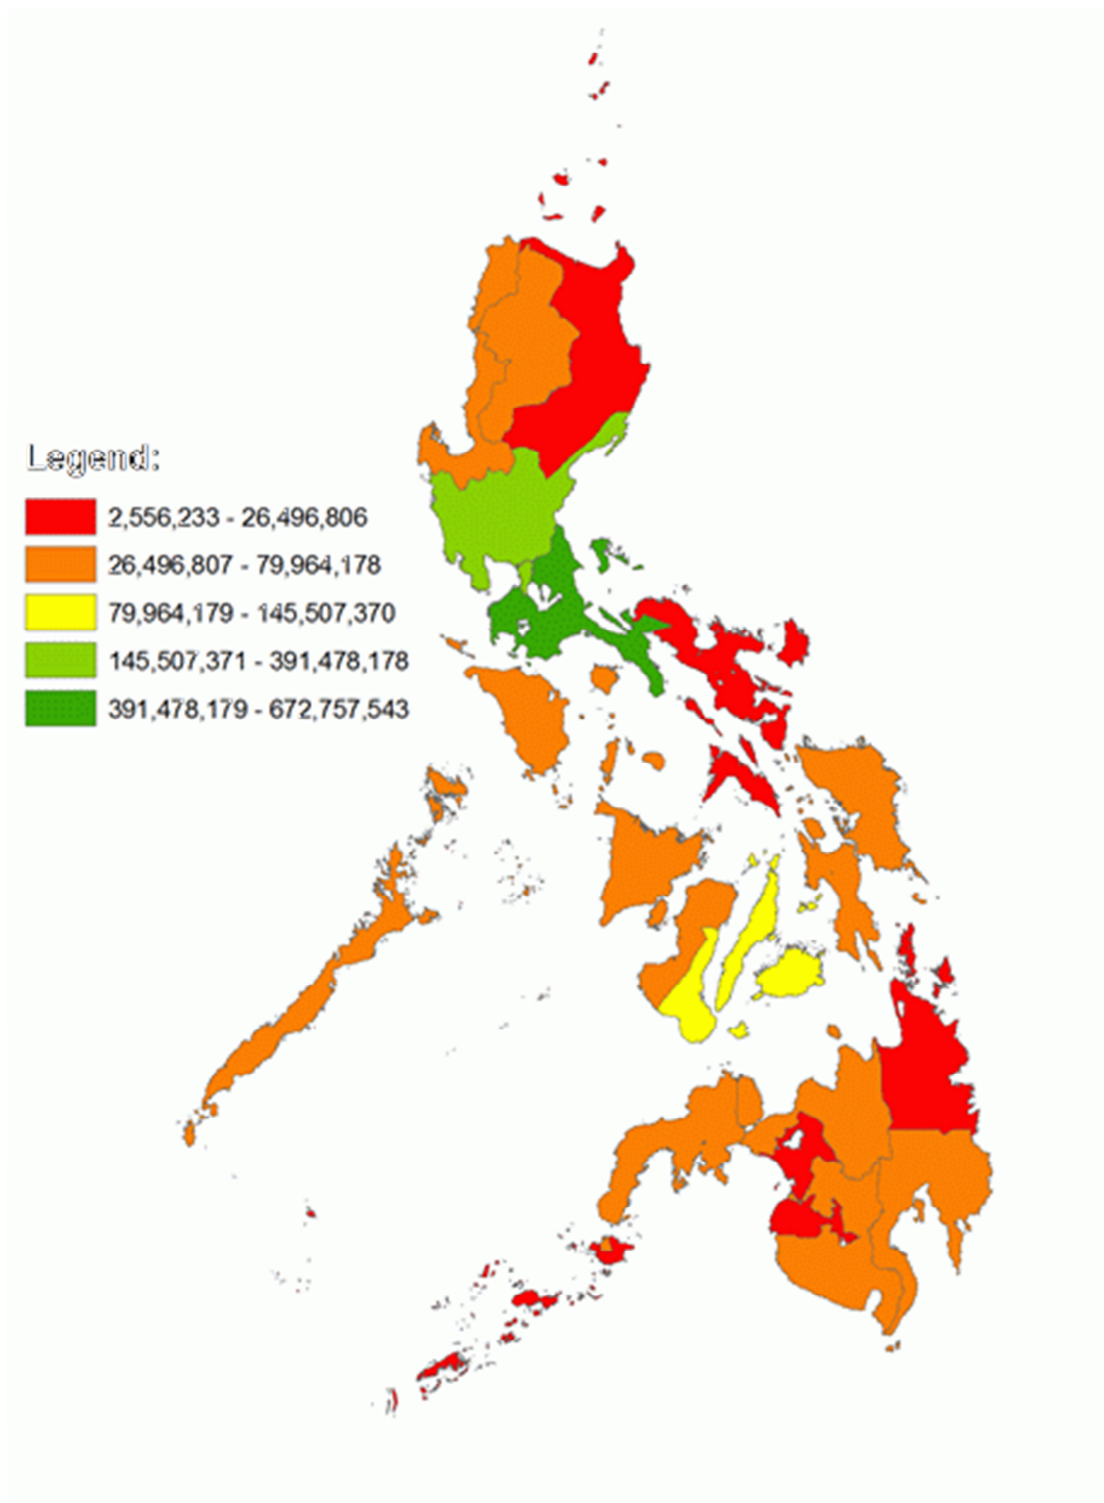 Legend:
2,556,233 - 26,496,806
26,496,807 - 79,964,178
79,964,179 - 145,507,370
145,507,371 - 391,478,178
391,478,179 - 672,757,543